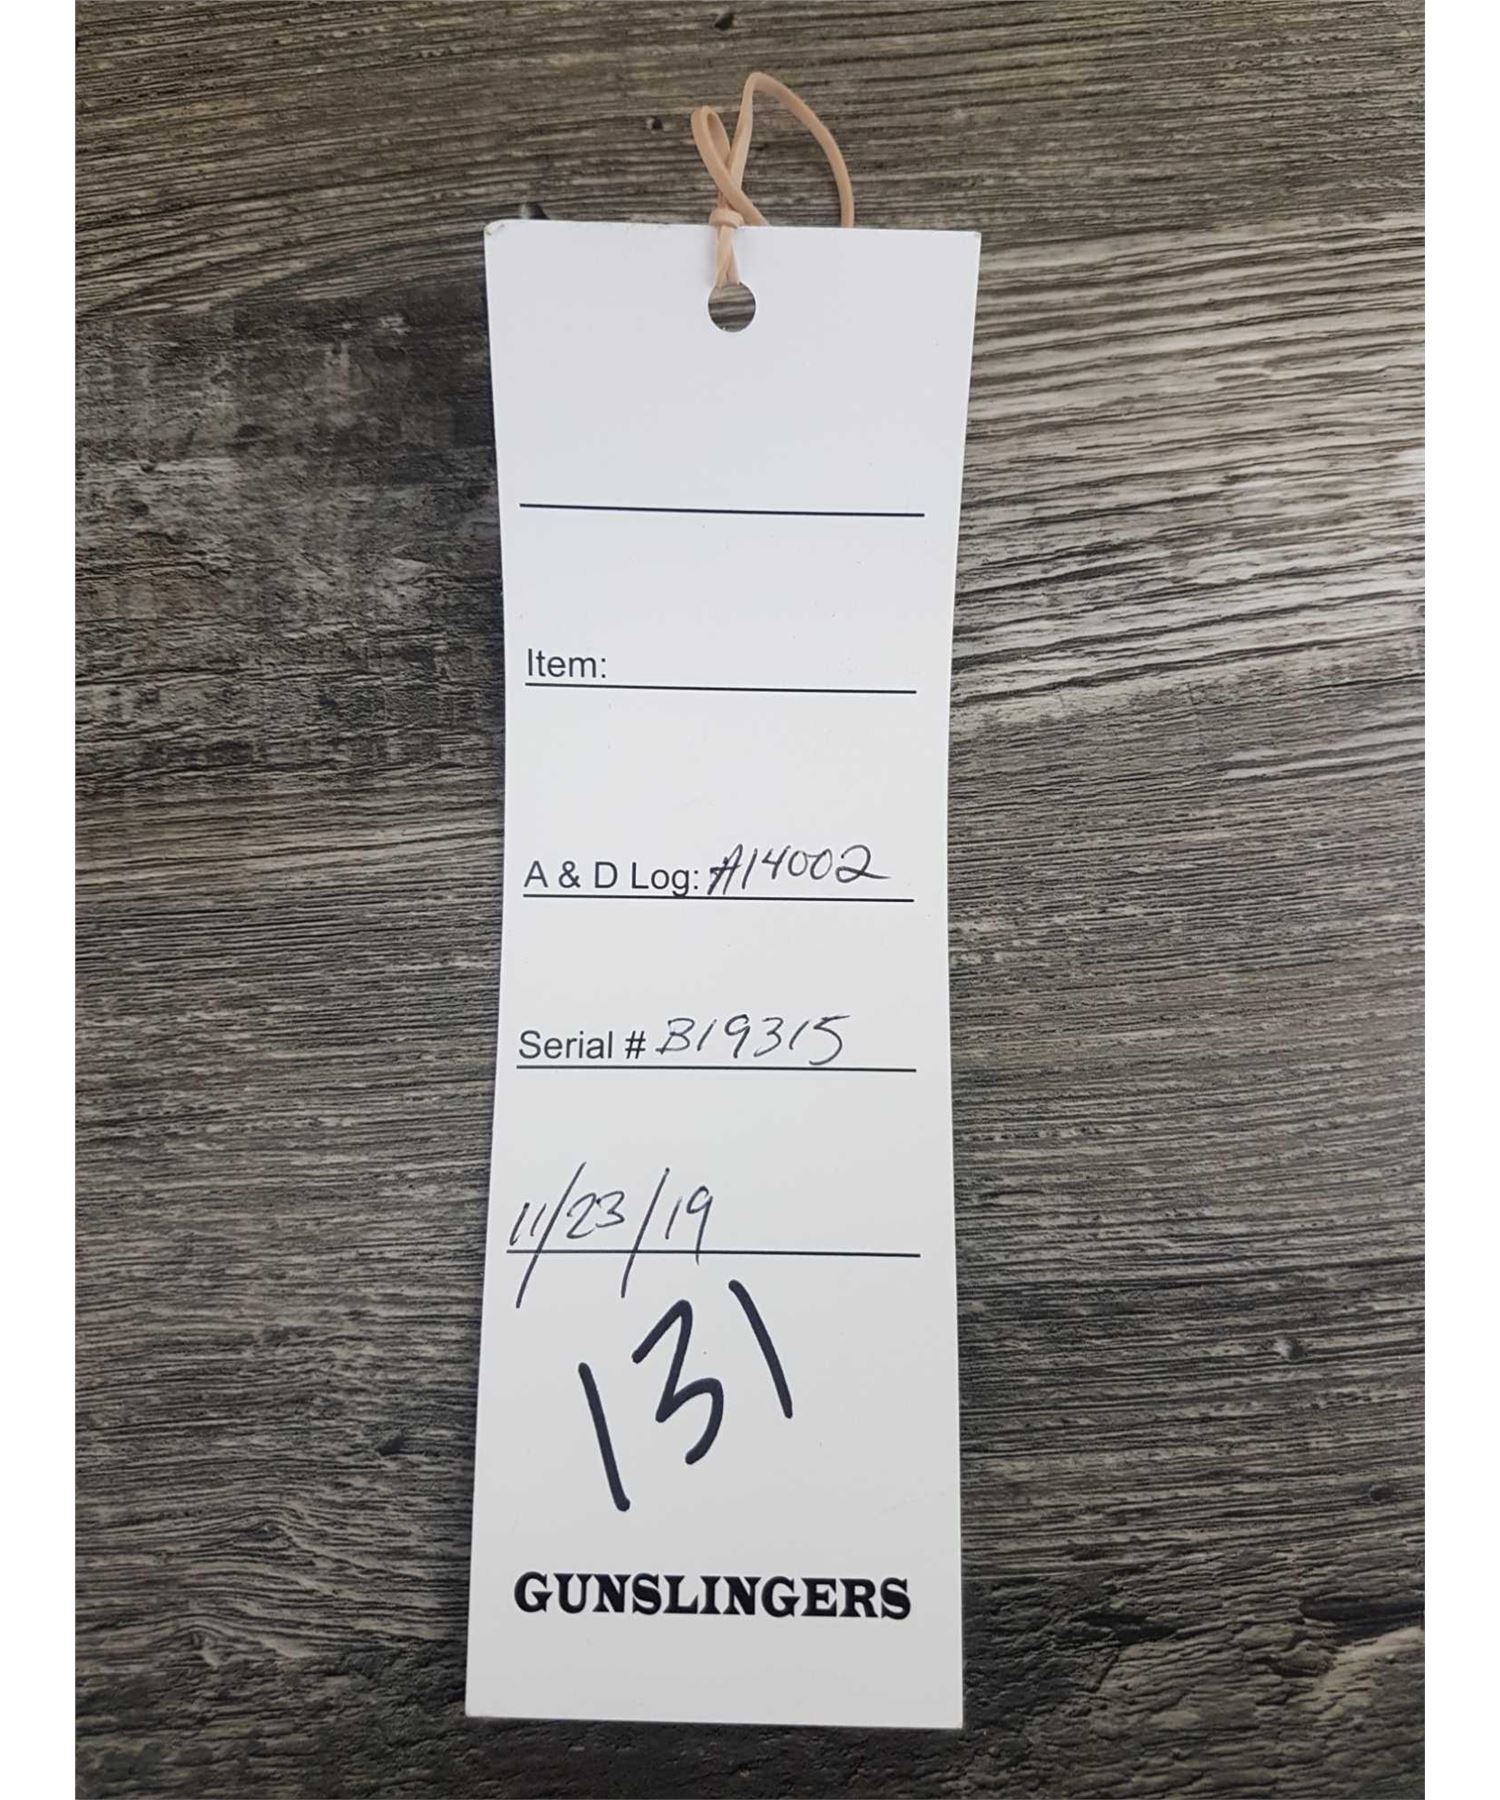 Item:
A & D Log: A14002
Serial # B19315
11/23/19
131
GUNSLINGERS